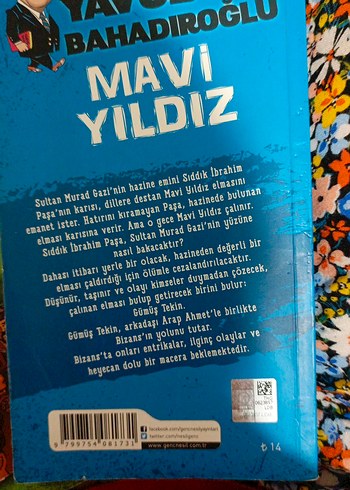 BAHADIROĞLU
MAVİ
YILDIZ
Sultan Murad Gazi'nin hazine emini Sıddık İbrahim
Paşa'nın karısı, dillere destan Mavi Yıldız elmasını
emanet ister. Hatırını kıramayan Paşa, hazinede bulunan
elması karısına verir. Ama o gece Mavi Yıldız çalınır.
Sıddık İbrahim Paşa, Sultan Murad Gazi'nin yüzüne
nasıl bakacaktır?
Dahası itibarı yerle bir olacak, hazineden değerli bir
elması çaldırdığı için ölümle cezalandırılacaktır.
Düşünür, taşınır ve olayı kimseler duymadan çözecek,
çalınan elması bulup getirecek birini bulur:
Gümüş Tekin.
Gümüş Tekin, arkadaşı Arap Ahmet'le birlikte
Bizans'ın yolunu tutar.
Bizans'ta onları entrikalar, ilginç olaylar ve
heyecan dolu bir macera beklemektedir.
facebook.com/gencnesilyayinlari
twitter.com/nesilgenc
www.gencnesil.com.tr
9799754081731
₺ 14